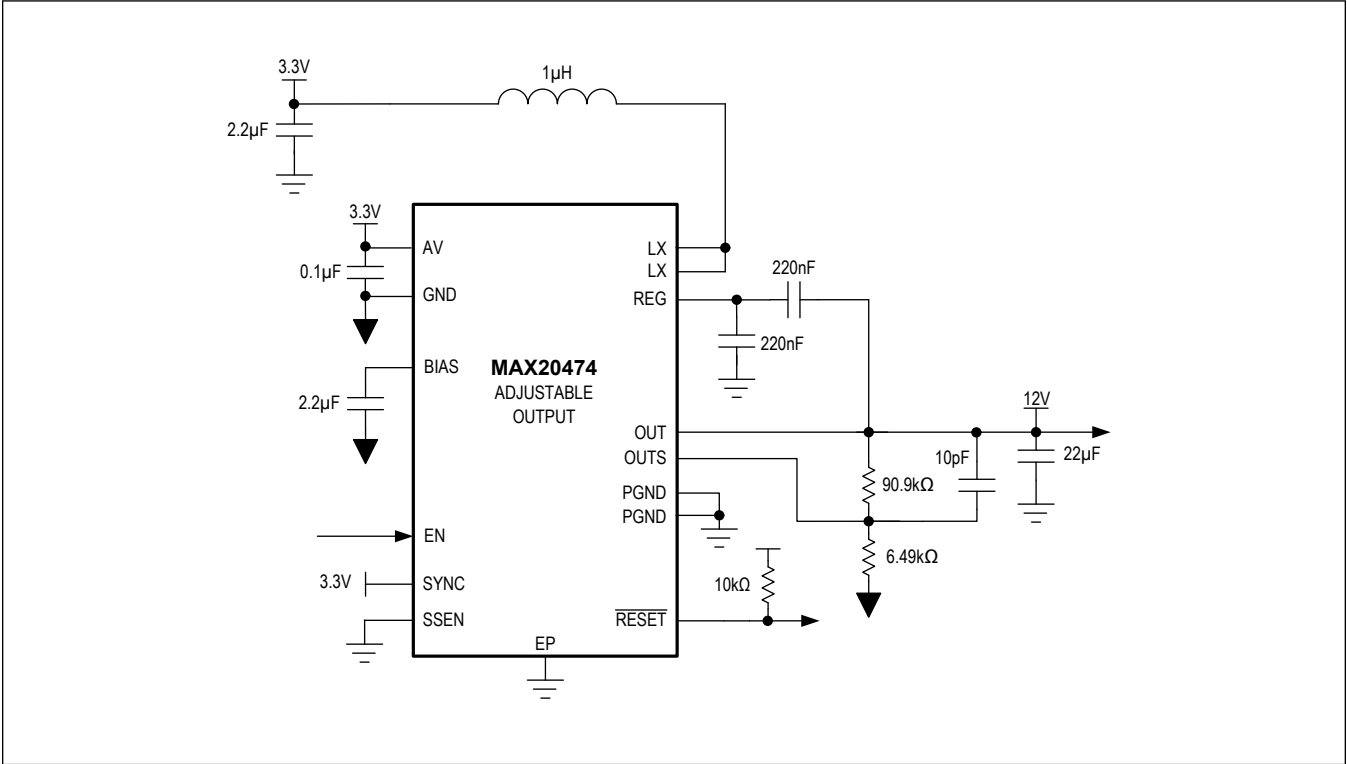 3.3V
1µH
2.2µF
3.3V
AV
0.1µF
GND
BIAS
2.2µF
EN
3.3V
SYNC
SSEN
MAX20474
ADJUSTABLE
OUTPUT
EP
LX
LX
REG
220nF
220nF
OUT
OUTS
PGND
PGND
RESET
12V
10pF
22µF
90.9kΩ
6.49kΩ
10kΩ